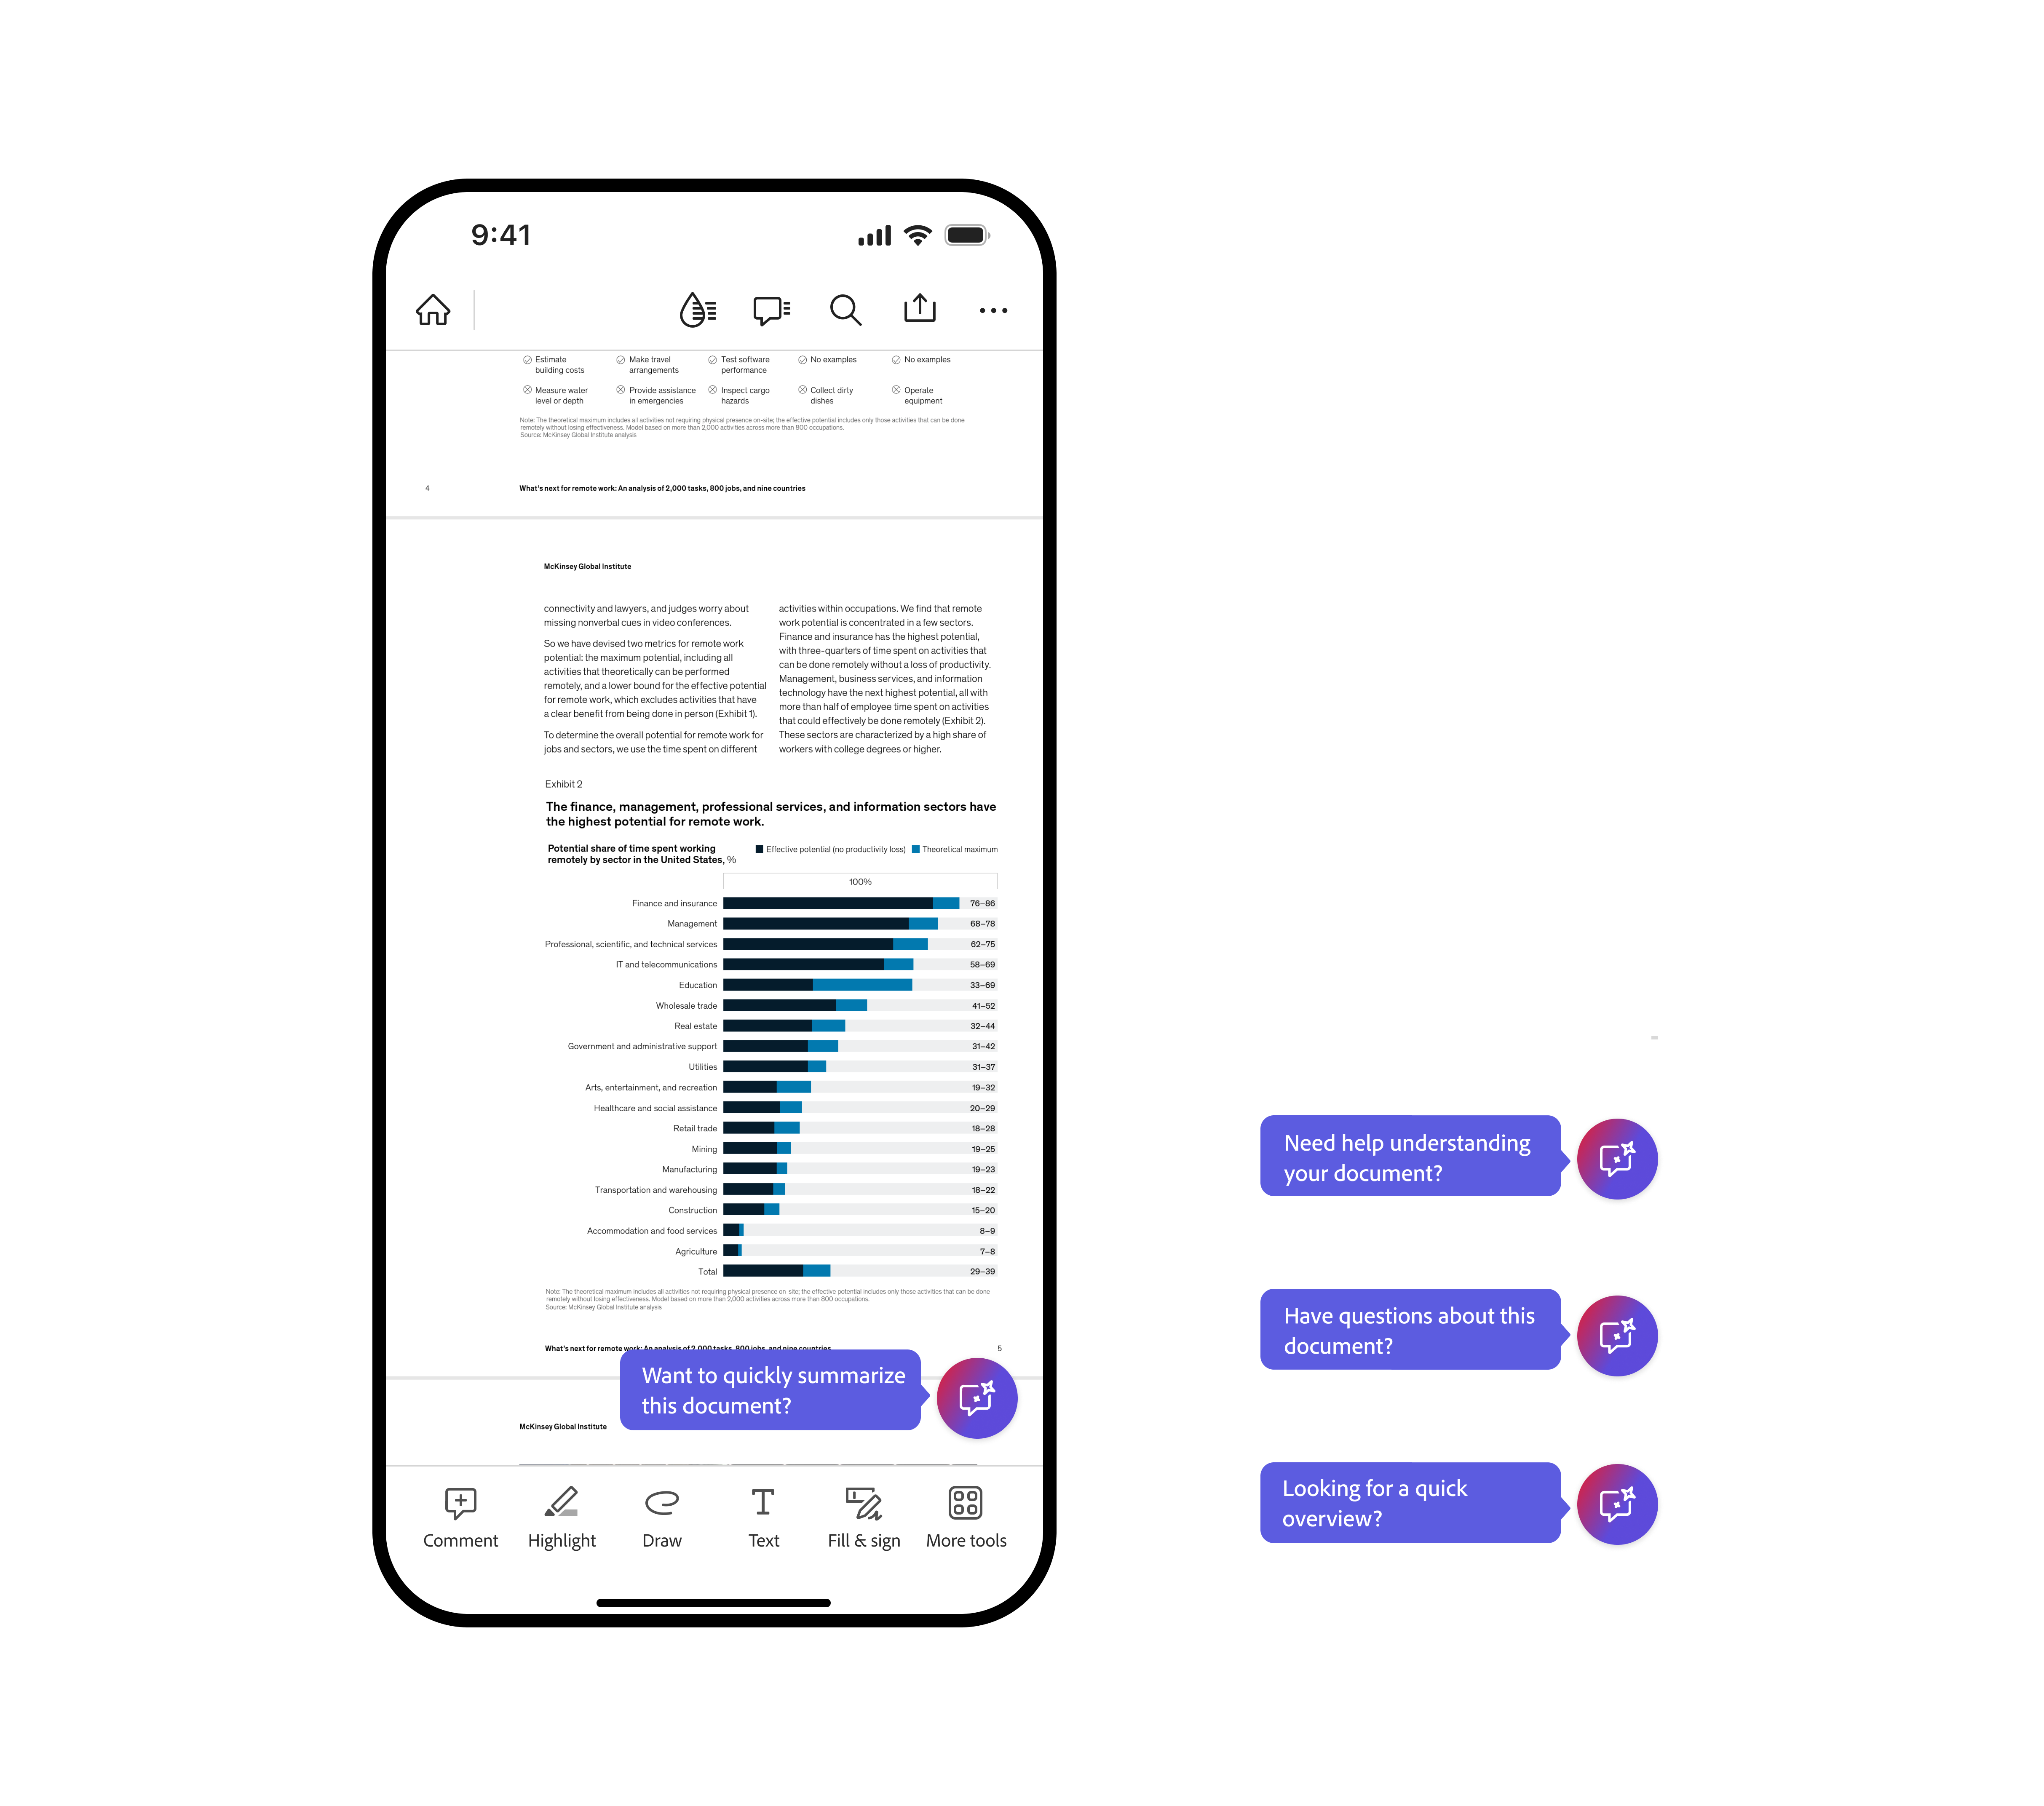 9:41
Estimate
building costs
Make travel
arrangements
Test software
performance
No examples
No examples
Measure water
level or depth
Provide assistance
in emergencies
Inspect cargo
hazards
Collect dirty
dishes
Operate
equipment
Note: The theoretical maximum includes all activities not requiring physical presence on-site; the effective potential includes only those activities that can be done
remotely without losing effectiveness. Model based on more than 2,000 activities across more than 800 occupations.
Source: McKinsey Global Institute analysis
4
What's next for remote work: An analysis of 2,000 tasks, 800 jobs, and nine countries
McKinsey Global Institute
connectivity and lawyers, and judges worry about
missing nonverbal cues in video conferences.
So we have devised two metrics for remote work
potential: the maximum potential, including all
activities that theoretically can be performed
remotely, and a lower bound for the effective potential
for remote work, which excludes activities that have
a clear benefit from being done in person (Exhibit 1).
To determine the overall potential for remote work for
jobs and sectors, we use the time spent on different
activities within occupations. We find that remote
work potential is concentrated in a few sectors.
Finance and insurance has the highest potential,
with three-quarters of time spent on activities that
can be done remotely without a loss of productivity.
Management, business services, and information
technology have the next highest potential, all with
more than half of employee time spent on activities
that could effectively be done remotely (Exhibit 2).
These sectors are characterized by a high share of
workers with college degrees or higher.
Exhibit 2
The finance, management, professional services, and information sectors have
the highest potential for remote work.
Potential share of time spent working
remotely by sector in the United States, %
Effective potential (no productivity loss)
Theoretical maximum
100%
Finance and insurance 76–86
Management 68–78
Professional, scientific, and technical services 62–75
IT and telecommunications 58–69
Education 33–69
Wholesale trade 41–52
Real estate 32–44
Government and administrative support 31–42
Utilities 31–37
Arts, entertainment, and recreation 19–32
Healthcare and social assistance 20–29
Retail trade 18–28
Mining 19–25
Manufacturing 19–23
Transportation and warehousing 18–22
Construction 15–20
Accommodation and food services 8–9
Agriculture 7–8
Total 29–39
Note: The theoretical maximum includes all activities not requiring physical presence on-site; the effective potential includes only those activities that can be done
remotely without losing effectiveness. Model based on more than 2,000 activities across more than 800 occupations.
Source: McKinsey Global Institute analysis
What's next for remote work: An analysis of 2,000 tasks, 800 jobs, and nine countries
5
Want to quickly summarize
this document?
McKinsey Global Institute
Comment
Highlight
Draw
Text
Fill & sign
More tools
Need help understanding
your document?
Have questions about this
document?
Looking for a quick
overview?